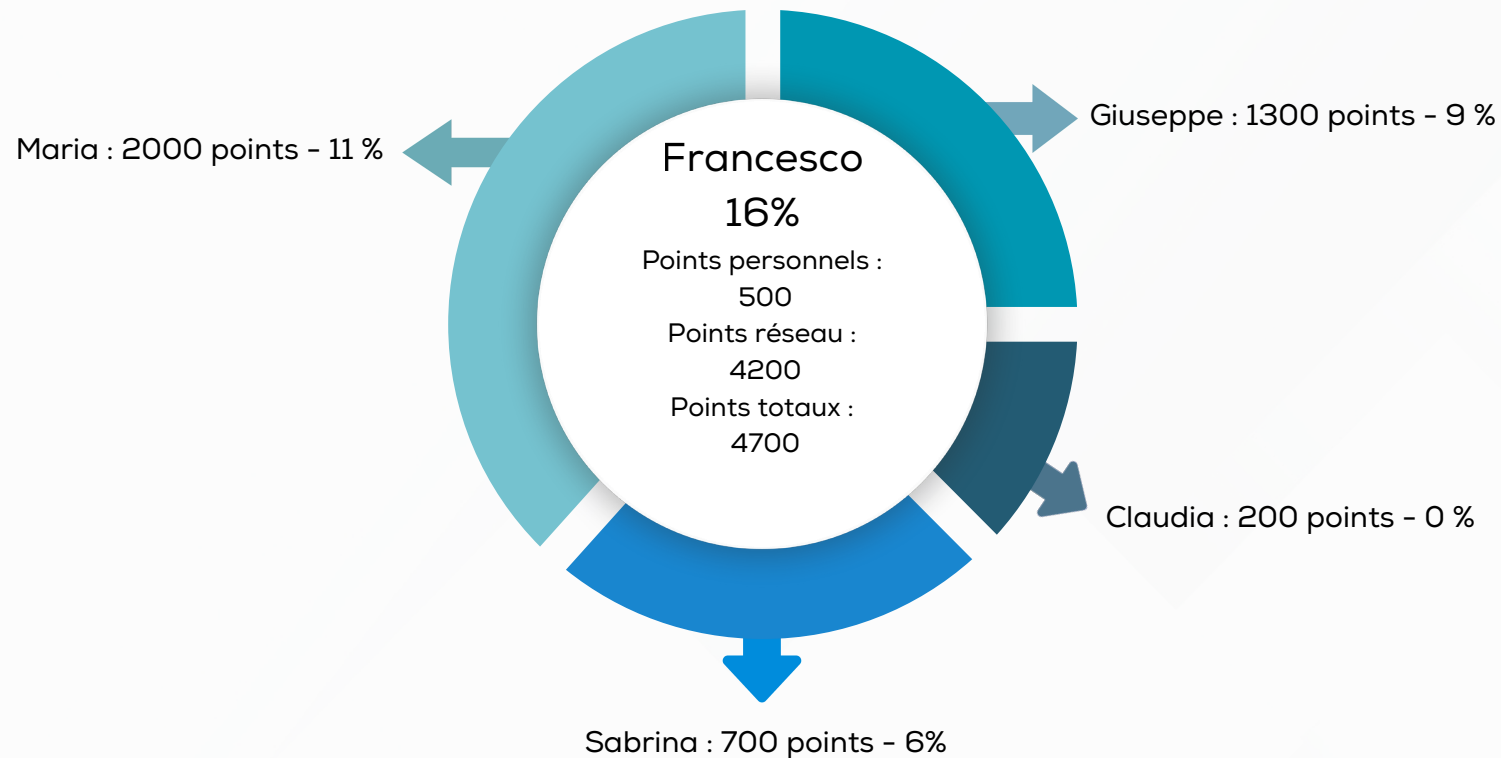 Maria : 2000 points - 11 %
Giuseppe : 1300 points - 9 %
Francesco
16%
Points personnels :
500
Points réseau :
4200
Points totaux :
4700
Claudia : 200 points - 0 %
Sabrina : 700 points - 6%